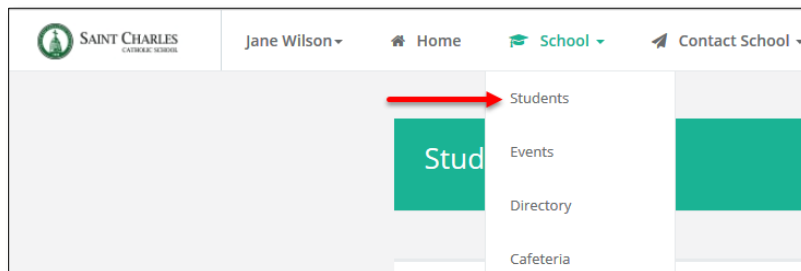 SAINT CHARLES
CATHOLIC SCHOOL
Jane Wilson
Home
School
Contact School
Students
Stud
Events
Directory
Cafeteria